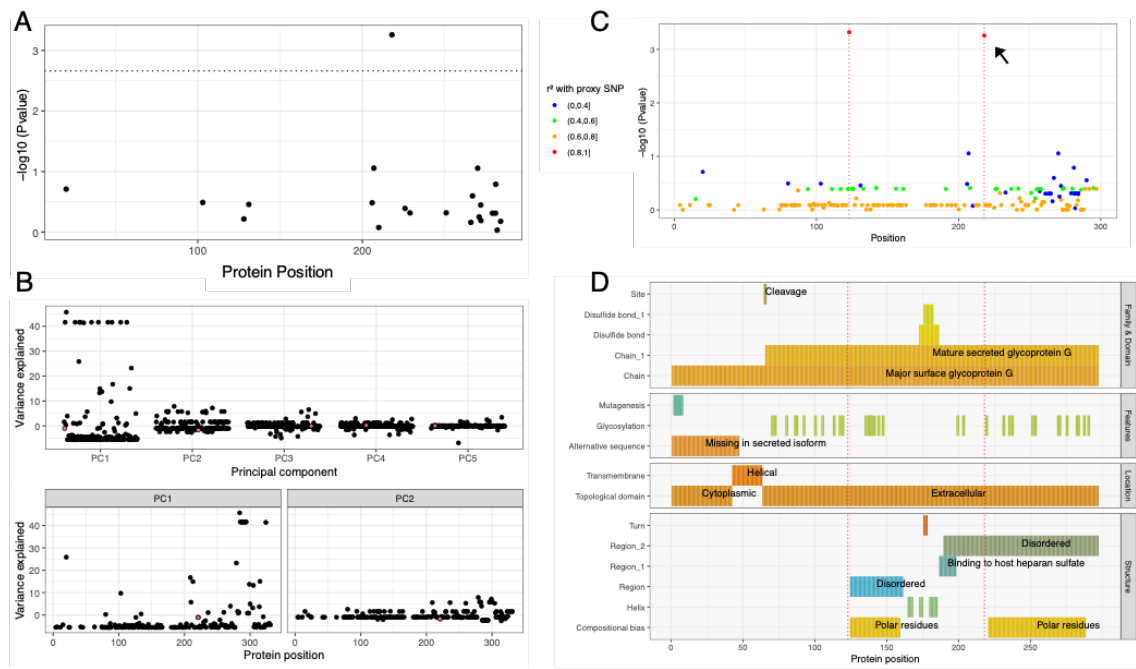 A
−log10 (Pvalue)
3
2
1
0
100
200
Protein Position
B
Variance explained
40
30
20
10
0
PC1
PC2
PC3
PC4
PC5
Principal component
PC1
PC2
Variance explained
40
30
20
10
0
0
100
200
300
0
100
200
300
Protein position
C
r² with proxy SNP
(0,0.4]
(0.4,0.6]
(0.6,0.8]
(0.8,1]
−log10 (Pvalue)
3
2
1
0
0
100
200
300
Position
D
Site
Cleavage
Disulfide bond_1
Disulfide bond
Chain_1
Mature secreted glycoprotein G
Chain
Major surface glycoprotein G
Family & Domain
Mutagenesis
Glycosylation
Alternative sequence
Missing in secreted isoform
Features
Transmembrane
Helical
Topological domain
Cytoplasmic
Extracellular
Location
Turn
Region_2
Disordered
Region_1
Binding to host heparan sulfate
Region
Disordered
Helix
Compositional bias
Polar residues
Polar residues
Structure
0
50
100
150
200
250
Protein position